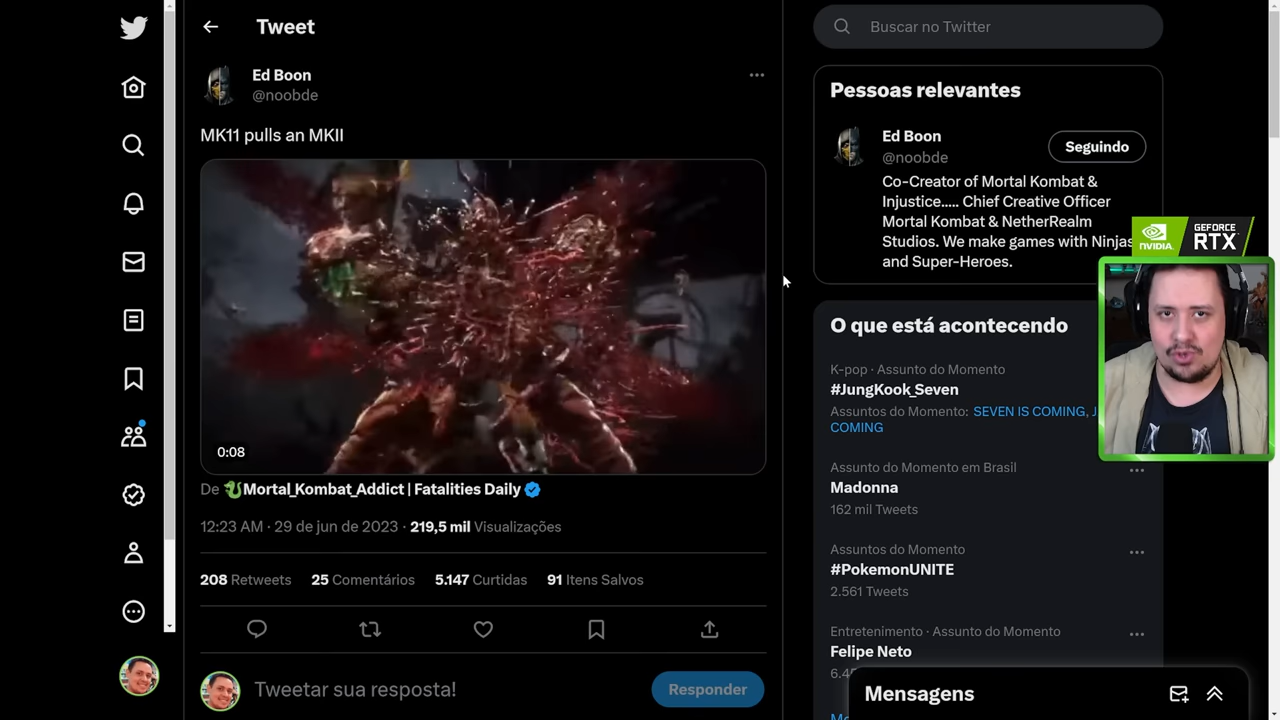 Tweet
Ed Boon
@noobde
MK11 pulls an MKII
0:08
De Mortal_Kombat_Addict | Fatalities Daily
12:23 AM · 29 de jun de 2023 · 219,5 mil Visualizações
208 Retweets 25 Comentários 5.147 Curtidas 91 Itens Salvos
Tweetar sua resposta!
Responder
Buscar no Twitter
Pessoas relevantes
Ed Boon
@noobde
Seguindo
Co-Creator of Mortal Kombat &
Injustice..... Chief Creative Officer
Mortal Kombat & NetherRealm
Studios. We make games with Ninjas
and Super-Heroes.
NVIDIA.
GEFORCE
RTX
O que está acontecendo
K-pop · Assunto do Momento
#JungKook_Seven
Assuntos do Momento: SEVEN IS COMING, J
COMING
Assunto do Momento em Brasil
Madonna
162 mil Tweets
Assuntos do Momento
#PokemonUNITE
2.561 Tweets
Entretenimento · Assunto do Momento
Felipe Neto
Mensagens